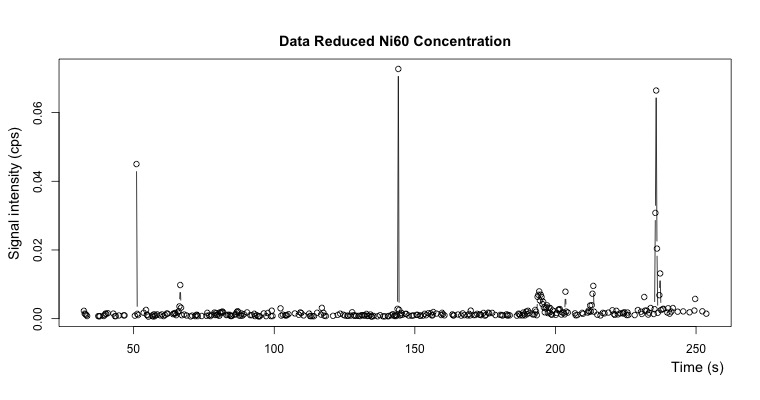 Data Reduced Ni60 Concentration
Signal intensity (cps)
0.06
0.04
0.02
0.00
50 100 150 200 250
Time (s)